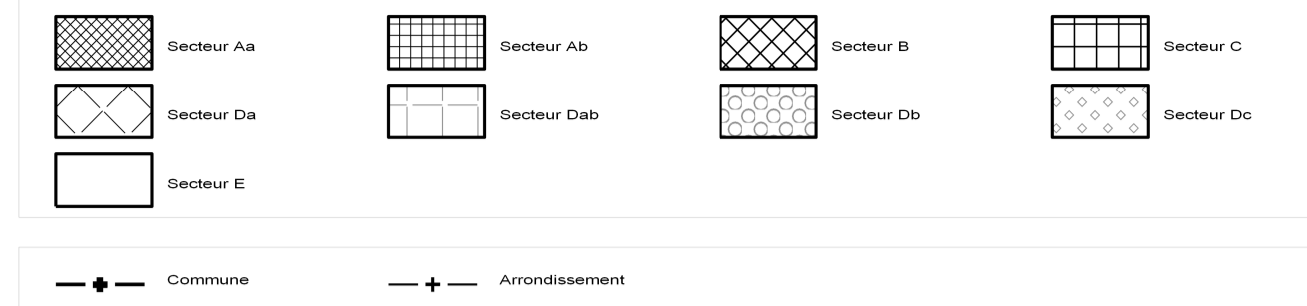 Secteur Aa
Secteur Ab
Secteur B
Secteur C
Secteur Da
Secteur Dab
Secteur Db
Secteur Dc
Secteur E
Commune
Arrondissement